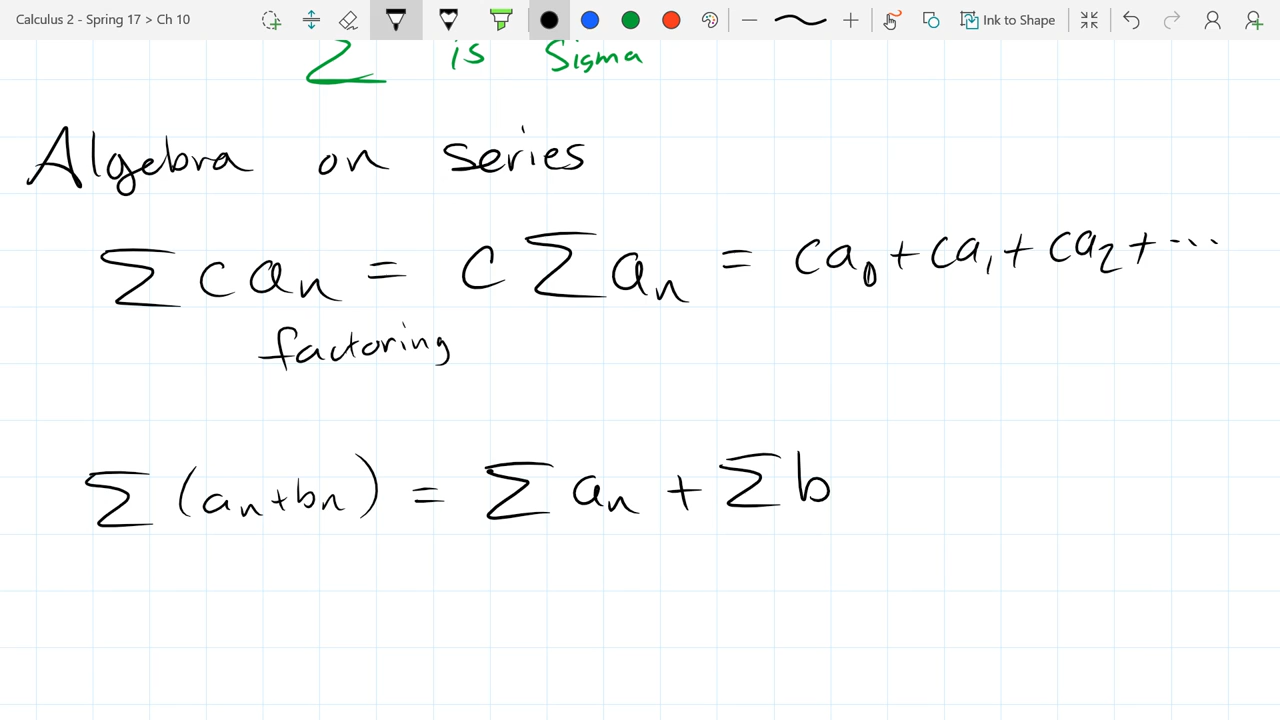 Calculus 2 - Spring 17 > Ch 10
Ink to Shape
Σ is Sigma
Algebra on series
Σ c aₙ = c Σ aₙ = ca₀ + ca₁ + ca₂ + ⋯
factoring
Σ (aₙ + bₙ) = Σ aₙ + Σ b